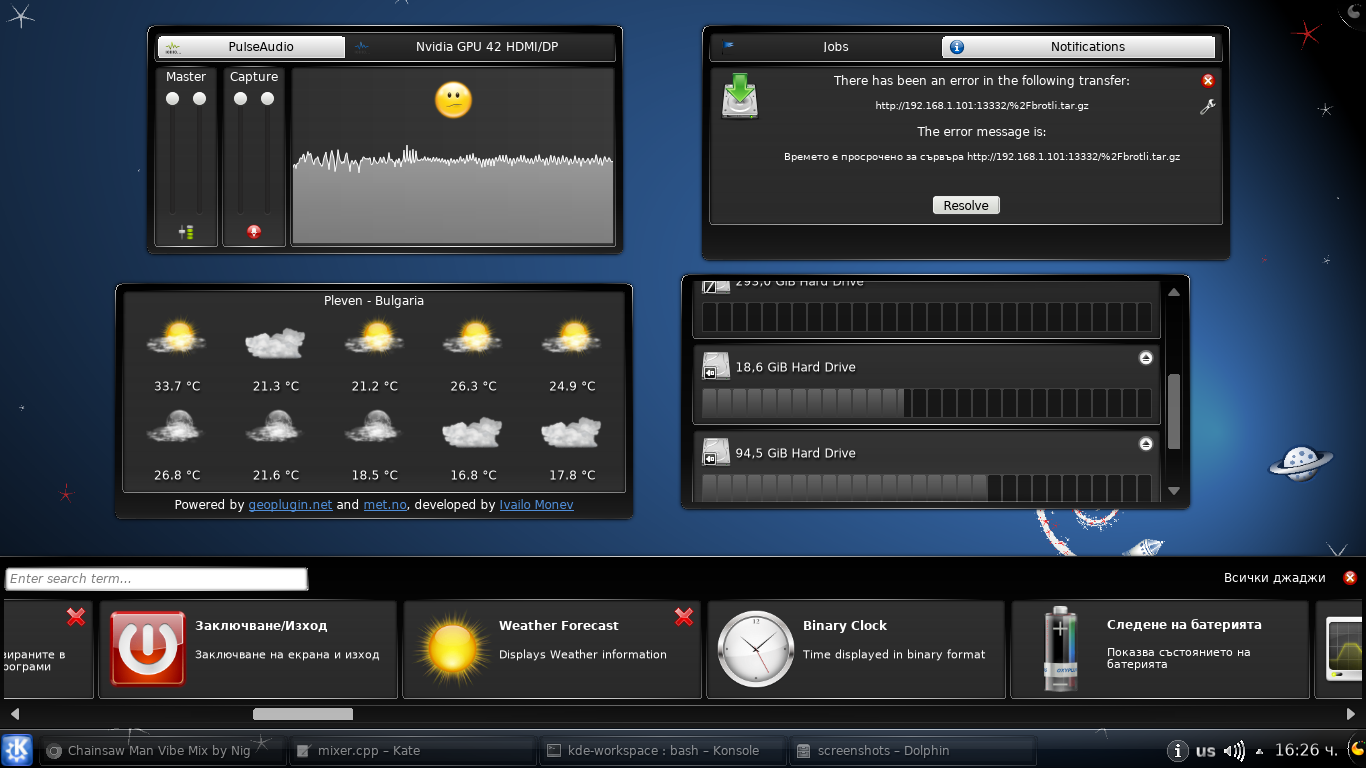 PulseAudio
Nvidia GPU 42 HDMI/DP
Master
Capture
Jobs
Notifications
There has been an error in the following transfer:
http://192.168.1.101:13332/%2Fbrotli.tar.gz
The error message is:
Времето е просрочено за сървъра http://192.168.1.101:13332/%2Fbrotli.tar.gz
Resolve
Pleven - Bulgaria
33.7 °C 21.3 °C 21.2 °C 26.3 °C 24.9 °C
26.8 °C 21.6 °C 18.5 °C 16.8 °C 17.8 °C
Powered by geoplugin.net and met.no, developed by Ivailo Monev
293,0 GiB Hard Drive
18,6 GiB Hard Drive
94,5 GiB Hard Drive
Enter search term...
Всички джаджи
зираните в
рограми
Заключване/Изход
Заключване на екрана и изход
Weather Forecast
Displays Weather information
12
Binary Clock
Time displayed in binary format
Следене на батерията
Показва състоянието на
батерията
Chainsaw Man Vibe Mix by Nig
mixer.cpp – Kate
kde-workspace : bash – Konsole
screenshots – Dolphin
us
16:26 ч.